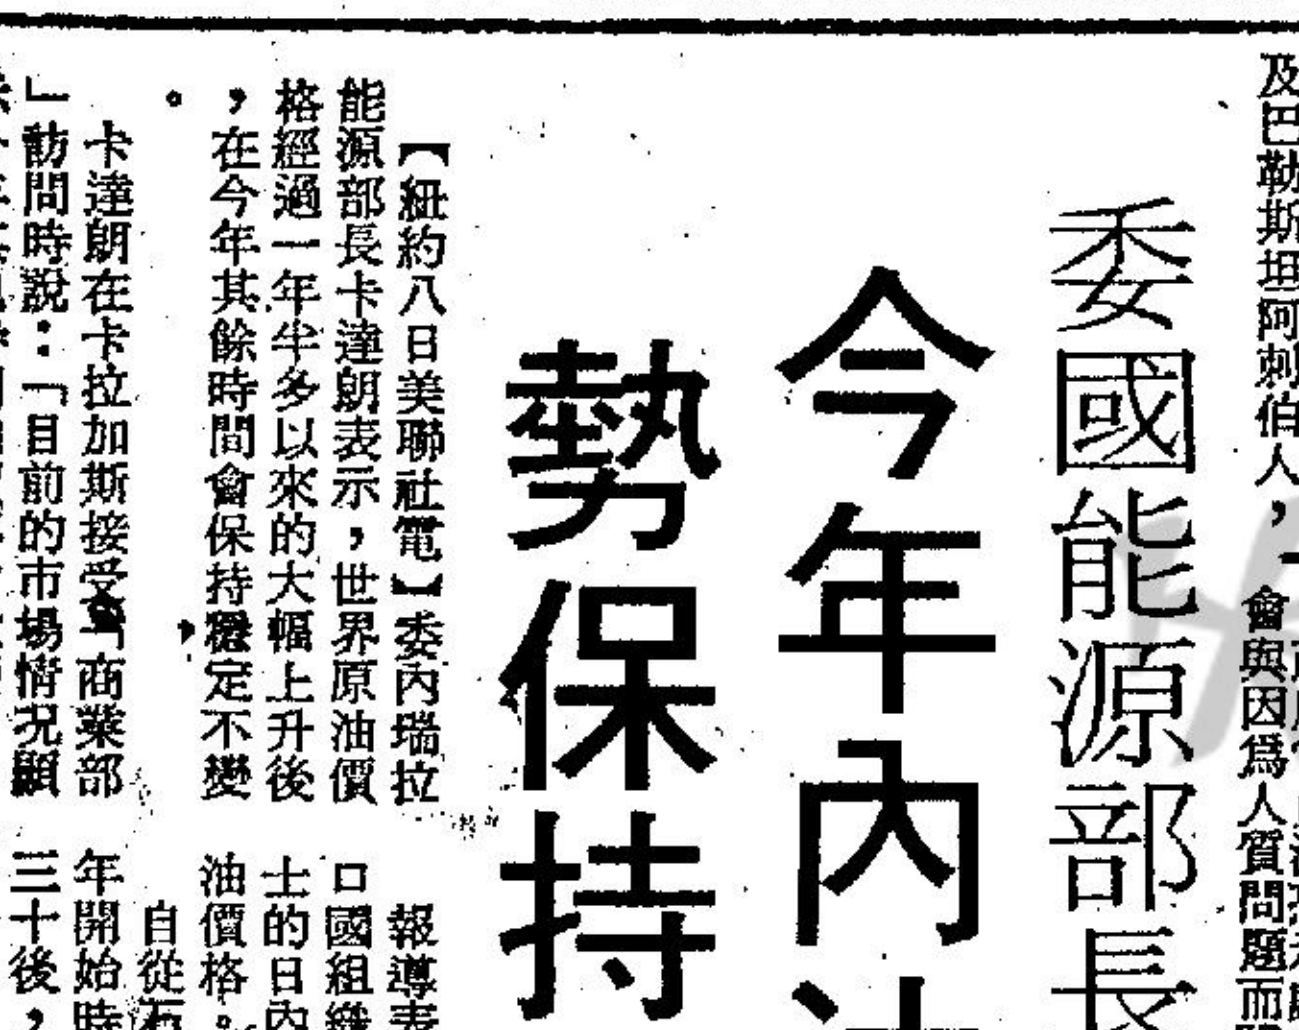 及巴勒斯坦阿刺伯人，
會與因爲人質問題而
委國能源部長
今年內
勢保持
【紐約八日美聯社電】委內瑞拉
能源部長卡達朗表示，世界原油價
格經過一年半多以來的大幅上升後
，在今年其餘時間會保持穩定不變
。
卡達朗在卡拉加斯接受「商業部
」訪問時說：「目前的市場情況顯
報導表
口國組織
士的日內
油價格。
自從石
年開始時
三十後，